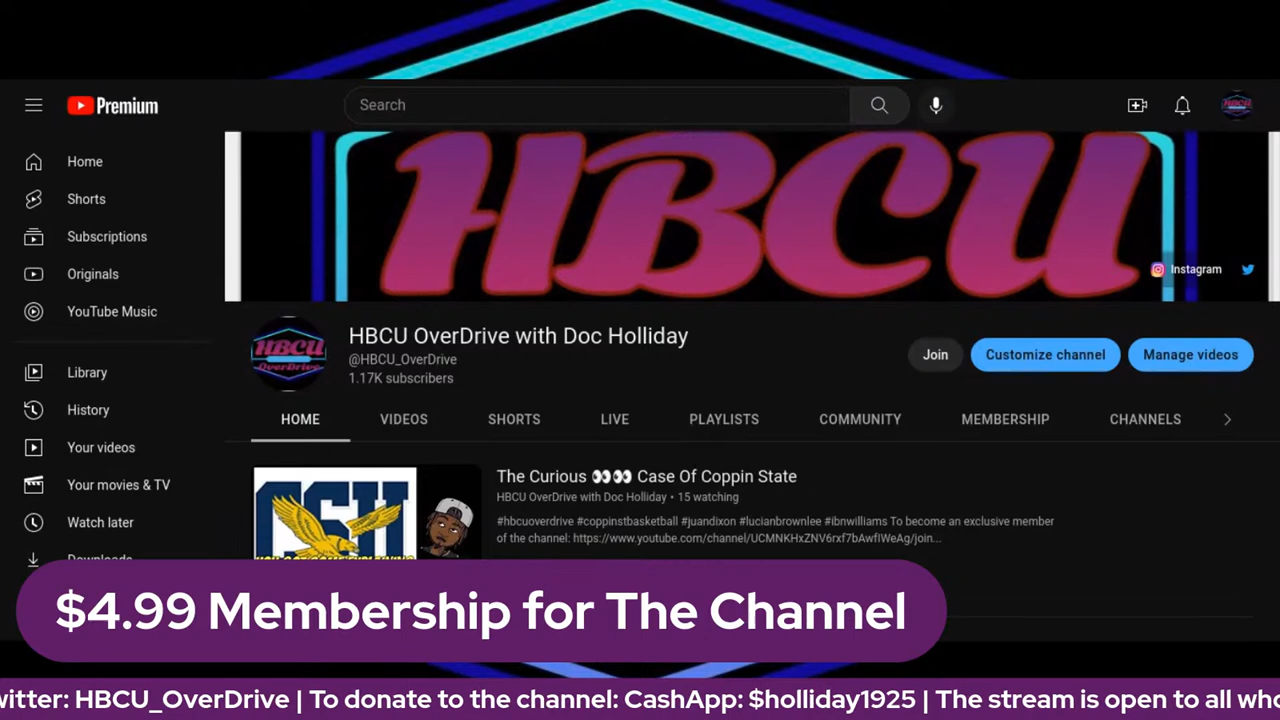 Premium
Search
HBCU
Home
Shorts
Subscriptions
Originals
YouTube Music
Library
History
Your videos
Your movies & TV
Watch later
Downloads
HBCU
Instagram
HBCU
OverDrive
HBCU OverDrive with Doc Holliday
@HBCU_OverDrive
1.17K subscribers
Join
Customize channel
Manage videos
HOME
VIDEOS
SHORTS
LIVE
PLAYLISTS
COMMUNITY
MEMBERSHIP
CHANNELS
CSU
The Curious 👀👀 Case Of Coppin State
HBCU OverDrive with Doc Holliday • 15 watching
#hbcuoverdrive #coppinstbasketball #juandixon #lucianbrownlee #ibnwilliams To become an exclusive member
of the channel: https://www.youtube.com/channel/UCMNKHxZNV6rxf7bAwfIWeAg/join...
$4.99 Membership for The Channel
witter: HBCU_OverDrive | To donate to the channel: CashApp: $holliday1925 | The stream is open to all who